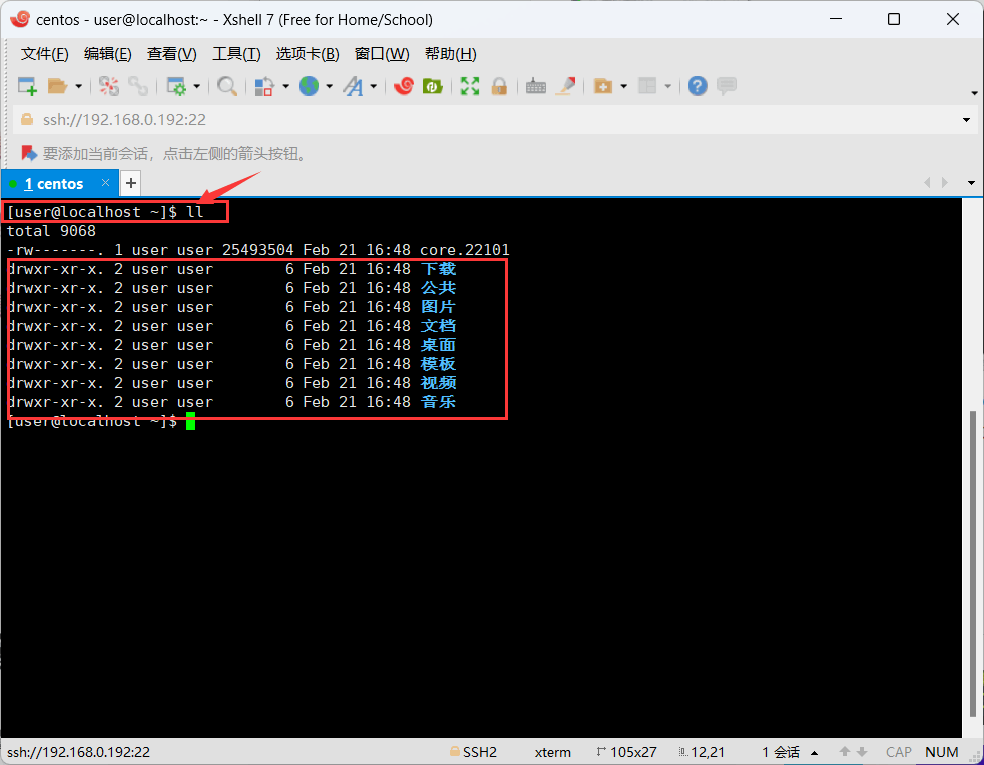 centos - user@localhost:~ - Xshell 7 (Free for Home/School)
文件(F) 编辑(E) 查看(V) 工具(T) 选项卡(B) 窗口(W) 帮助(H)
ssh://192.168.0.192:22
要添加当前会话，点击左侧的箭头按钮。
1 centos × +
[user@localhost ~]$ ll
total 9068
-rw-------. 1 user user 25493504 Feb 21 16:48 core.22101
drwxr-xr-x. 2 user user        6 Feb 21 16:48 下载
drwxr-xr-x. 2 user user        6 Feb 21 16:48 公共
drwxr-xr-x. 2 user user        6 Feb 21 16:48 图片
drwxr-xr-x. 2 user user        6 Feb 21 16:48 文档
drwxr-xr-x. 2 user user        6 Feb 21 16:48 桌面
drwxr-xr-x. 2 user user        6 Feb 21 16:48 模板
drwxr-xr-x. 2 user user        6 Feb 21 16:48 视频
drwxr-xr-x. 2 user user        6 Feb 21 16:48 音乐
[user@localhost ~]$
ssh://192.168.0.192:22 SSH2 xterm 105x27 12,21 1 会话 CAP NUM